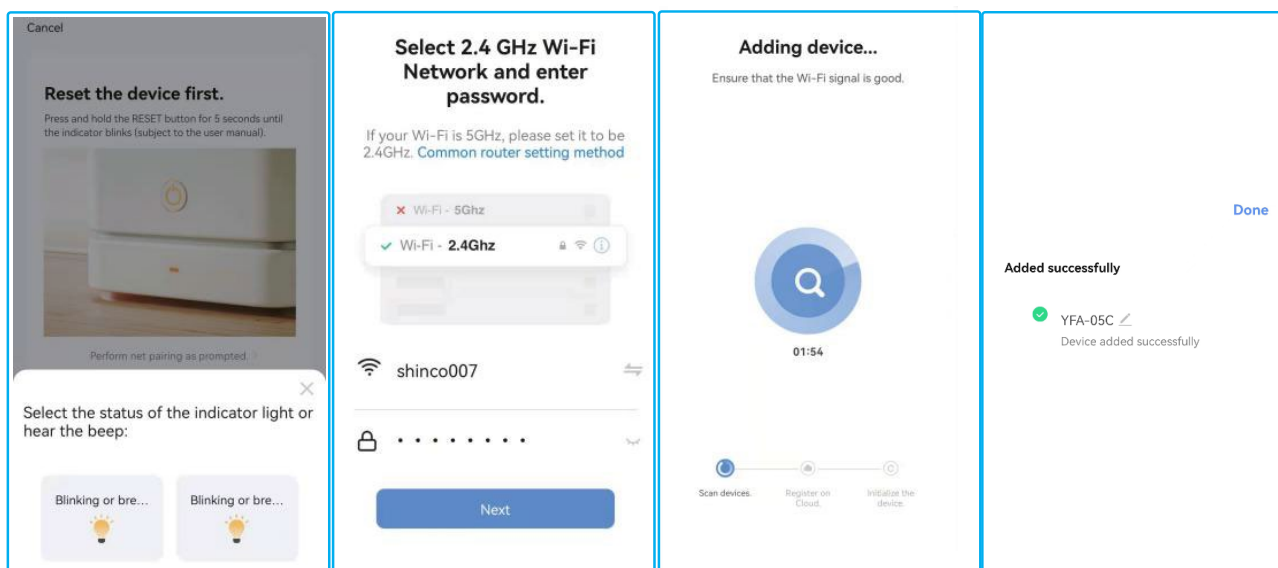 Cancel
Reset the device first.
Press and hold the RESET button for 5 seconds until
the indicator blinks (subject to the user manual).
Perform net pairing as prompted. >
Select the status of the indicator light or
hear the beep:
Blinking or bre...
Blinking or bre...
Select 2.4 GHz Wi-Fi
Network and enter
password.
If your Wi-Fi is 5GHz, please set it to be
2.4GHz. Common router setting method
Wi-Fi - 5Ghz
Wi-Fi - 2.4Ghz
shinco007
Next
Adding device...
Ensure that the Wi-Fi signal is good.
01:54
Scan devices.
Register on
Cloud.
Initialize the
device.
Done
Added successfully
YFA-05C
Device added successfully